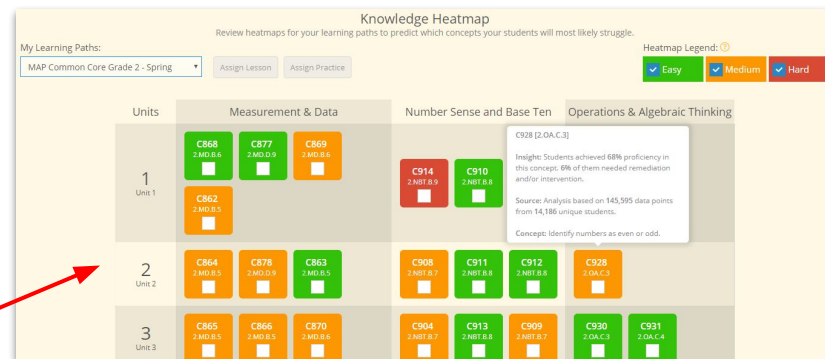 Knowledge Heatmap
Review heatmaps for your learning paths to predict which concepts your students will most likely struggle.
My Learning Paths:
Heatmap Legend:
MAP Common Core Grade 2 - Spring
Assign Lesson
Assign Practice
Easy
Medium
Hard
Units
Measurement & Data
Number Sense and Base Ten
Operations & Algebraic Thinking
1
Unit 1
C868
2.MD.B.6
C877
2.MD.D.9
C869
2.MD.B.6
C862
2.MD.B.5
C914
2.NBT.B.9
C910
2.NBT.B.8
C928 [2.OA.C.3]
Insight: Students achieved 68% proficiency in
this concept. 6% of them needed remediation
and/or intervention.
Source: Analysis based on 145,595 data points
from 14,186 unique students.
Concept: Identify numbers as even or odd.
2
Unit 2
C864
2.MD.B.5
C878
2.MD.D.9
C863
2.MD.B.5
C908
2.NBT.B.7
C911
2.NBT.B.8
C912
2.NBT.B.8
C928
2.OA.C.3
3
Unit 3
C865
2.MD.B.5
C866
2.MD.B.5
C870
2.MD.B.6
C904
2.NBT.B.7
C913
2.NBT.B.8
C909
2.NBT.B.7
C930
2.OA.C.3
C931
2.OA.C.4